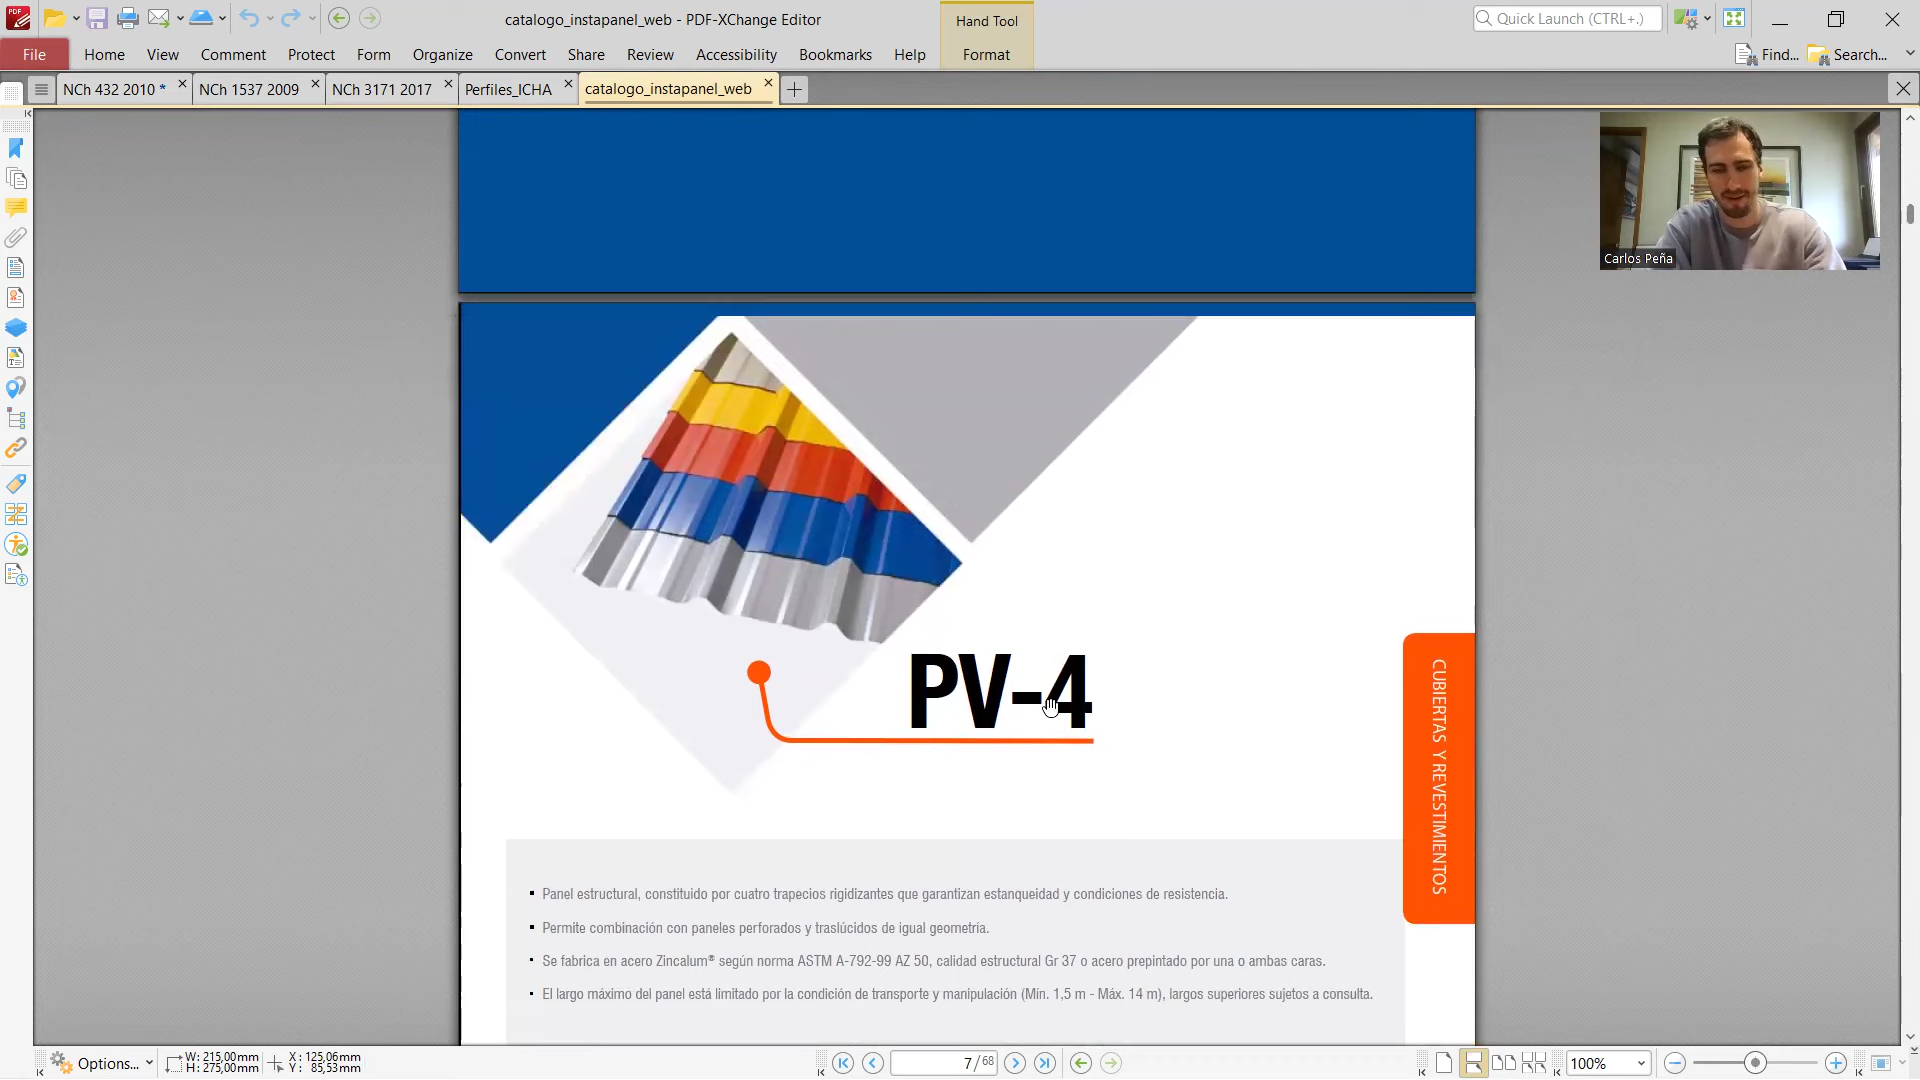 catalogo_instapanel_web - PDF-XChange Editor
Hand Tool
Quick Launch (CTRL+.)
File
Home
View
Comment
Protect
Form
Organize
Convert
Share
Review
Accessibility
Bookmarks
Help
Format
Find...
Search...
NCh 432 2010 *
NCh 1537 2009
NCh 3171 2017
Perfiles_ICHA
catalogo_instapanel_web
Carlos Peña
PV-4
CUBIERTAS Y REVESTIMIENTOS
▪ Panel estructural, constituido por cuatro trapecios rigidizantes que garantizan estanqueidad y condiciones de resistencia.
▪ Permite combinación con paneles perforados y traslúcidos de igual geometría.
▪ Se fabrica en acero Zincalum® según norma ASTM A-792-99 AZ 50, calidad estructural Gr 37 o acero prepintado por una o ambas caras.
▪ El largo máximo del panel está limitado por la condición de transporte y manipulación (Mín. 1,5 m - Máx. 14 m), largos superiores sujetos a consulta.
Options...
W: 215,00mm
H: 275,00mm
X: 125,06mm
Y: 85,53mm
7 / 68
100%